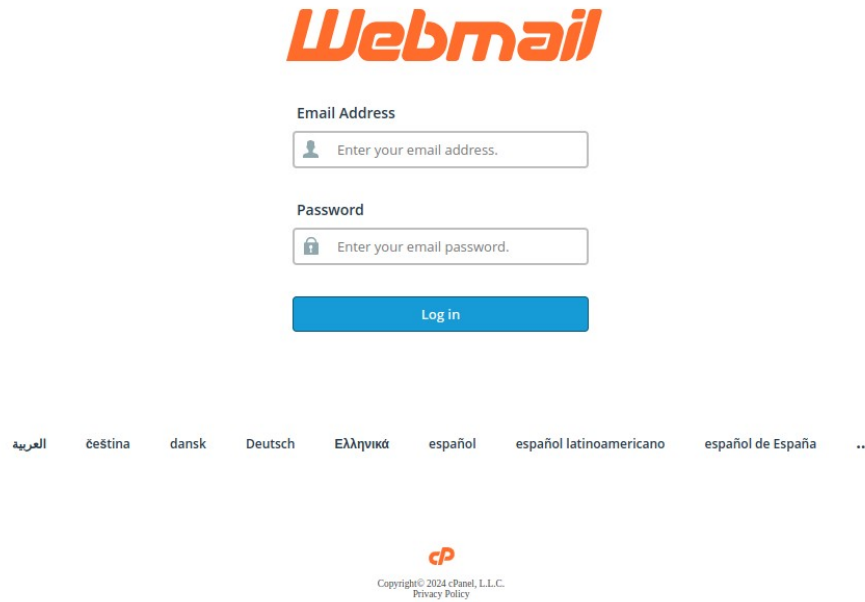 Webmail
Email Address
Enter your email address.
Password
Enter your email password.
Log in
العربية čeština dansk Deutsch Ελληνικά español español latinoamericano español de España ..
cP
Copyright© 2024 cPanel, L.L.C.
Privacy Policy